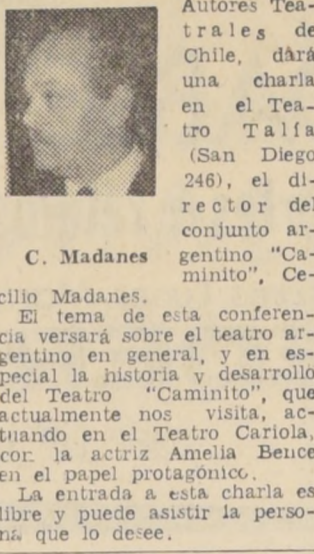 Autores Tea-
trales de
Chile, dará
una charla
en el Tea-
tro Talía
(San Diego
246), el di-
rector del
conjunto ar-
gentino "Ca-
minito", Ce-
C. Madanes
cilio Madanes.
El tema de esta conferen-
cia versará sobre el teatro ar-
gentino en general, y en es-
pecial la historia y desarrollo
del Teatro "Caminito", que
actualmente nos visita, ac-
tuando en el Teatro Cariola,
con la actriz Amelia Bence
en el papel protagónico.
La entrada a esta charla es
libre y puede asistir la perso-
na que lo desee.